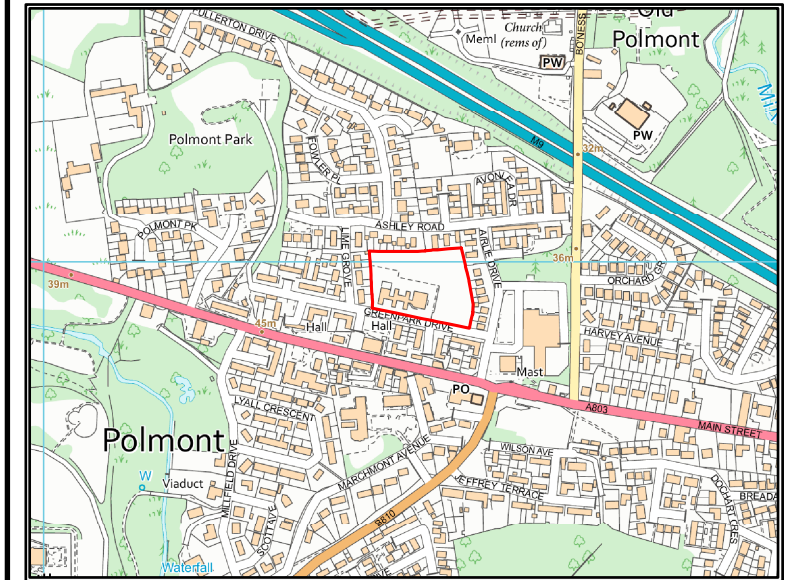 FULLERTON DRIVE
Church
(rems of)
Meml
PW
BO'NESS
Old
Polmont
PW
M9
32m
Polmont Park
FOWLER PL
AVONLEA DR
ASHLEY ROAD
POLMONT PK
LIME GROVE
AIRLIE DRIVE
36m
ORCHARD GR
39m
45m
Hall
GREENPARK DRIVE
Hall
HARVEY AVENUE
Mast
PO
A803
MAIN STREET
LYALL CRESCENT
Polmont
WILSON AVE
MARCHMONT AVENUE
JEFFREY TERRACE
MILLFIELD DRIVE
W
Viaduct
SCOTT AVE
B810
DOCHART CRES
BREADA
Waterfall